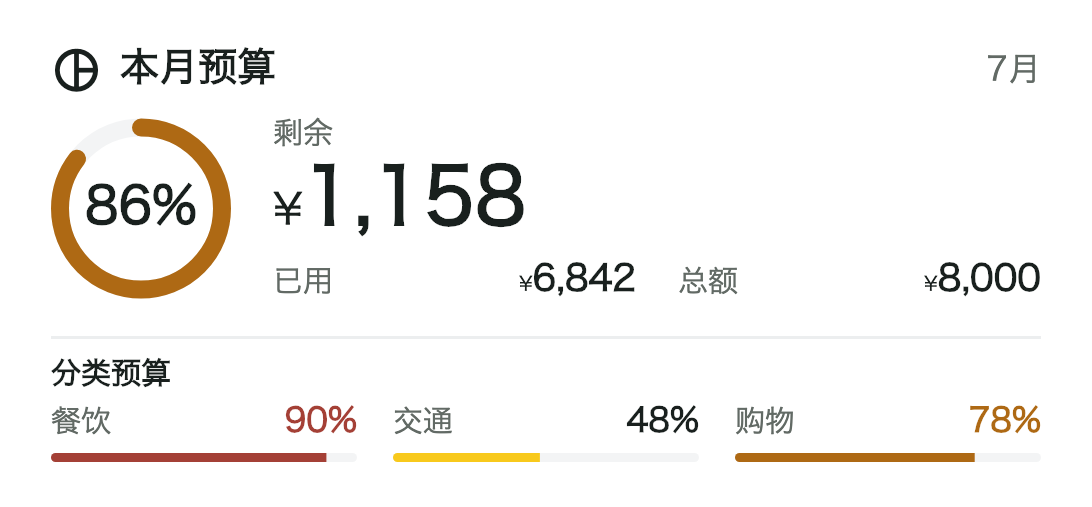 本月预算 7月
86%
剩余
¥1,158
已用 ¥6,842 总额 ¥8,000
分类预算
餐饮 90% 交通 48% 购物 78%